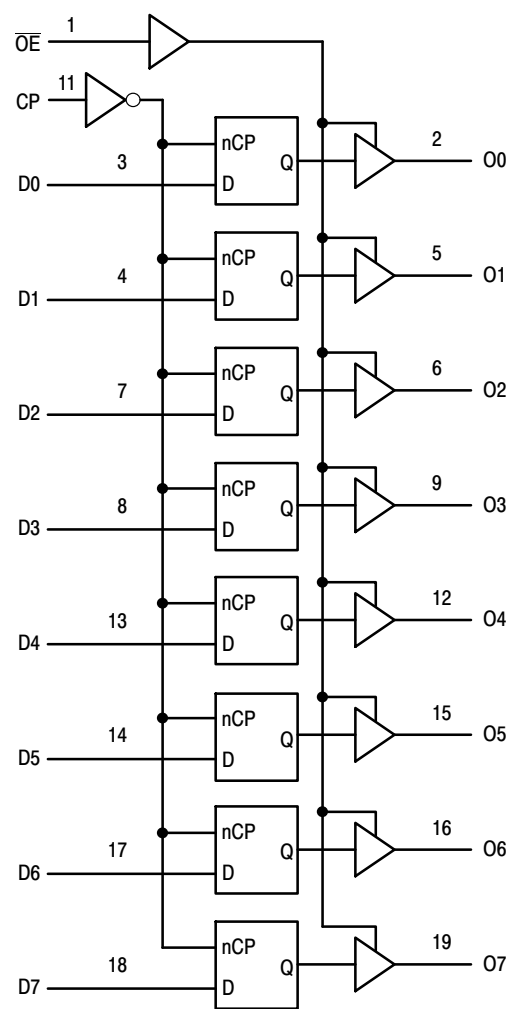 1
O̅E̅
11
CP
nCP
3 Q 2 O0
D0 D
nCP
4 Q 5 O1
D1 D
nCP
7 Q 6 O2
D2 D
nCP
8 Q 9 O3
D3 D
nCP
13 Q 12 O4
D4 D
nCP
14 Q 15 O5
D5 D
nCP
17 Q 16 O6
D6 D
nCP
18 Q 19 O7
D7 D